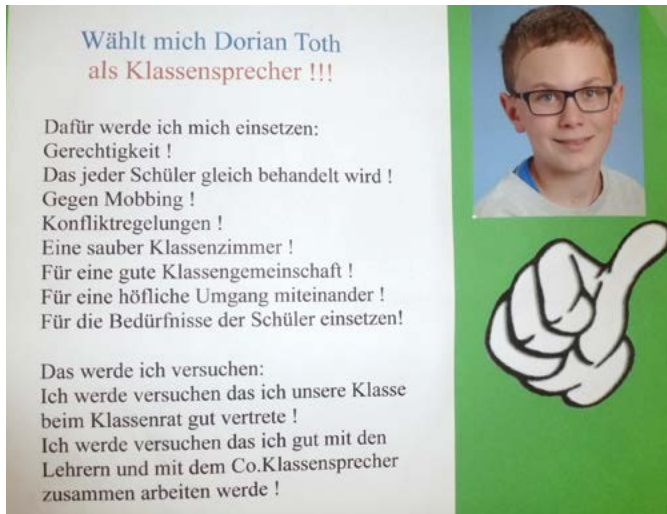 Wählt mich Dorian Toth
als Klassensprecher !!!
Dafür werde ich mich einsetzen:
Gerechtigkeit !
Das jeder Schüler gleich behandelt wird !
Gegen Mobbing !
Konfliktregelungen !
Eine sauber Klassenzimmer !
Für eine gute Klassengemeinschaft !
Für eine höfliche Umgang miteinander !
Für die Bedürfnisse der Schüler einsetzen!
Das werde ich versuchen:
Ich werde versuchen das ich unsere Klasse
beim Klassenrat gut vertrete !
Ich werde versuchen das ich gut mit den
Lehrern und mit dem Co.Klassensprecher
zusammen arbeiten werde !